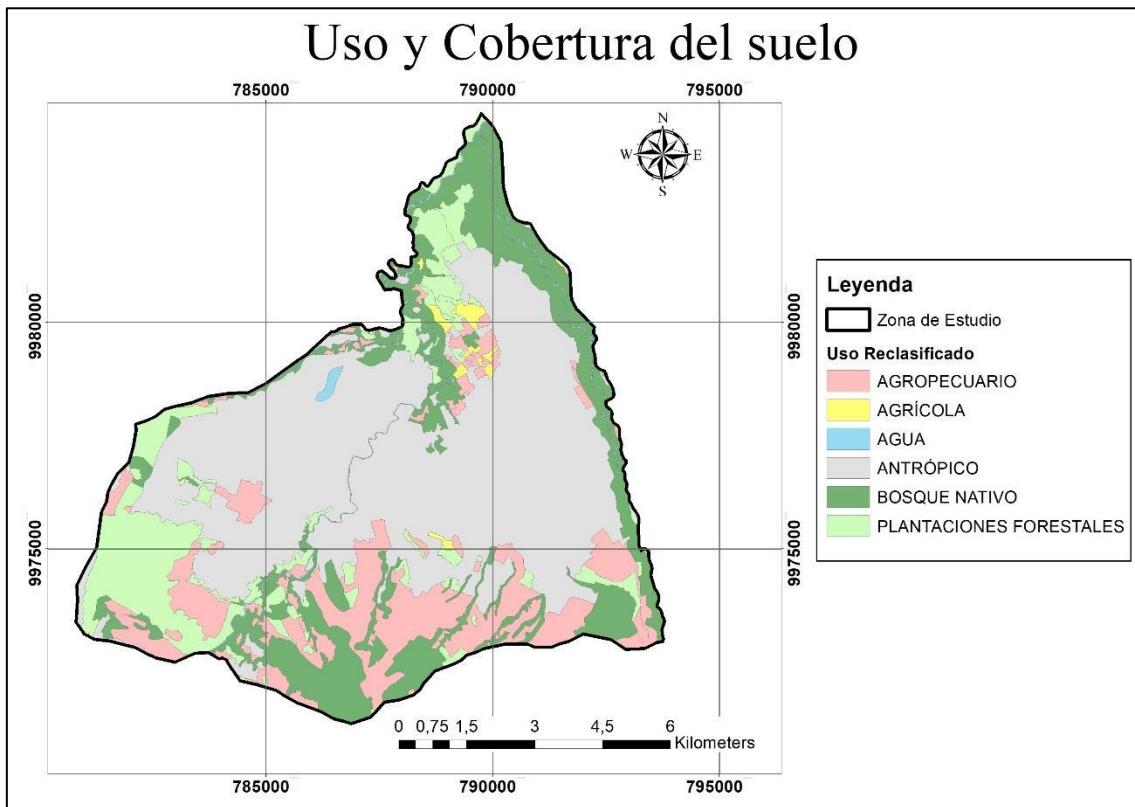 Uso y Cobertura del suelo
785000 790000 795000
N
W E
S
9980000 9980000
9975000 9975000
Leyenda
Zona de Estudio
Uso Reclasificado
AGROPECUARIO
AGRÍCOLA
AGUA
ANTRÓPICO
BOSQUE NATIVO
PLANTACIONES FORESTALES
0 0,75 1,5 3 4,5 6
Kilometers
785000 790000 795000